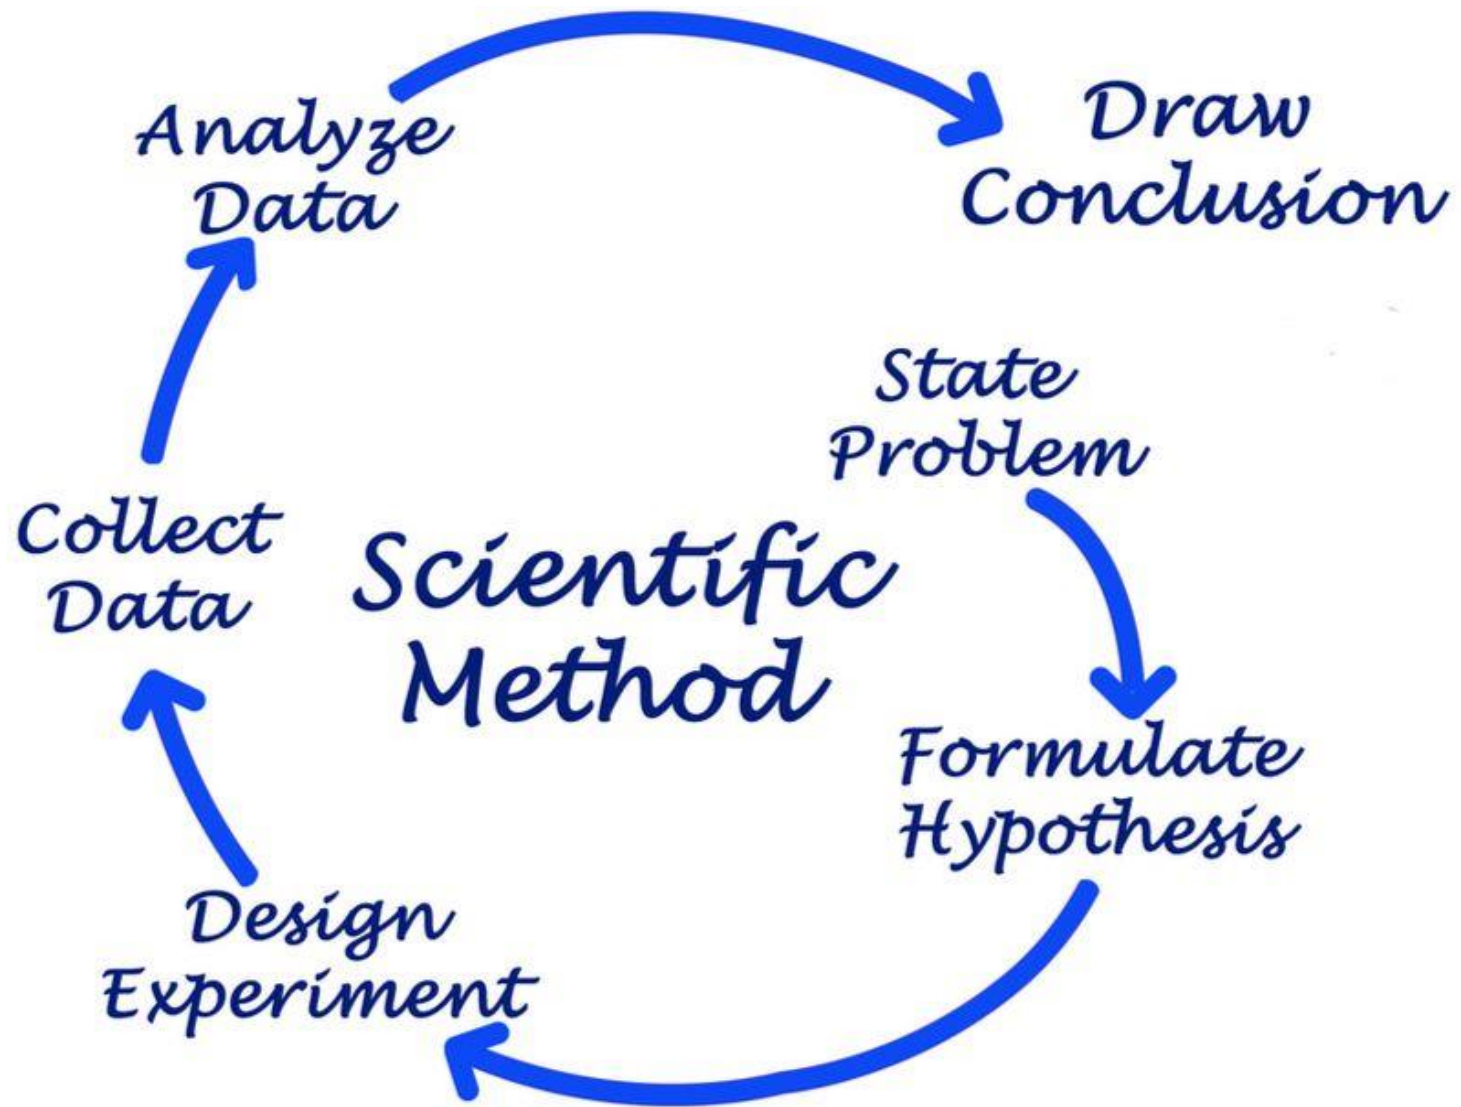 Analyze
Data
Draw
Conclusion
State
Problem
Collect
Data
Scientific
Method
Formulate
Hypothesis
Design
Experiment